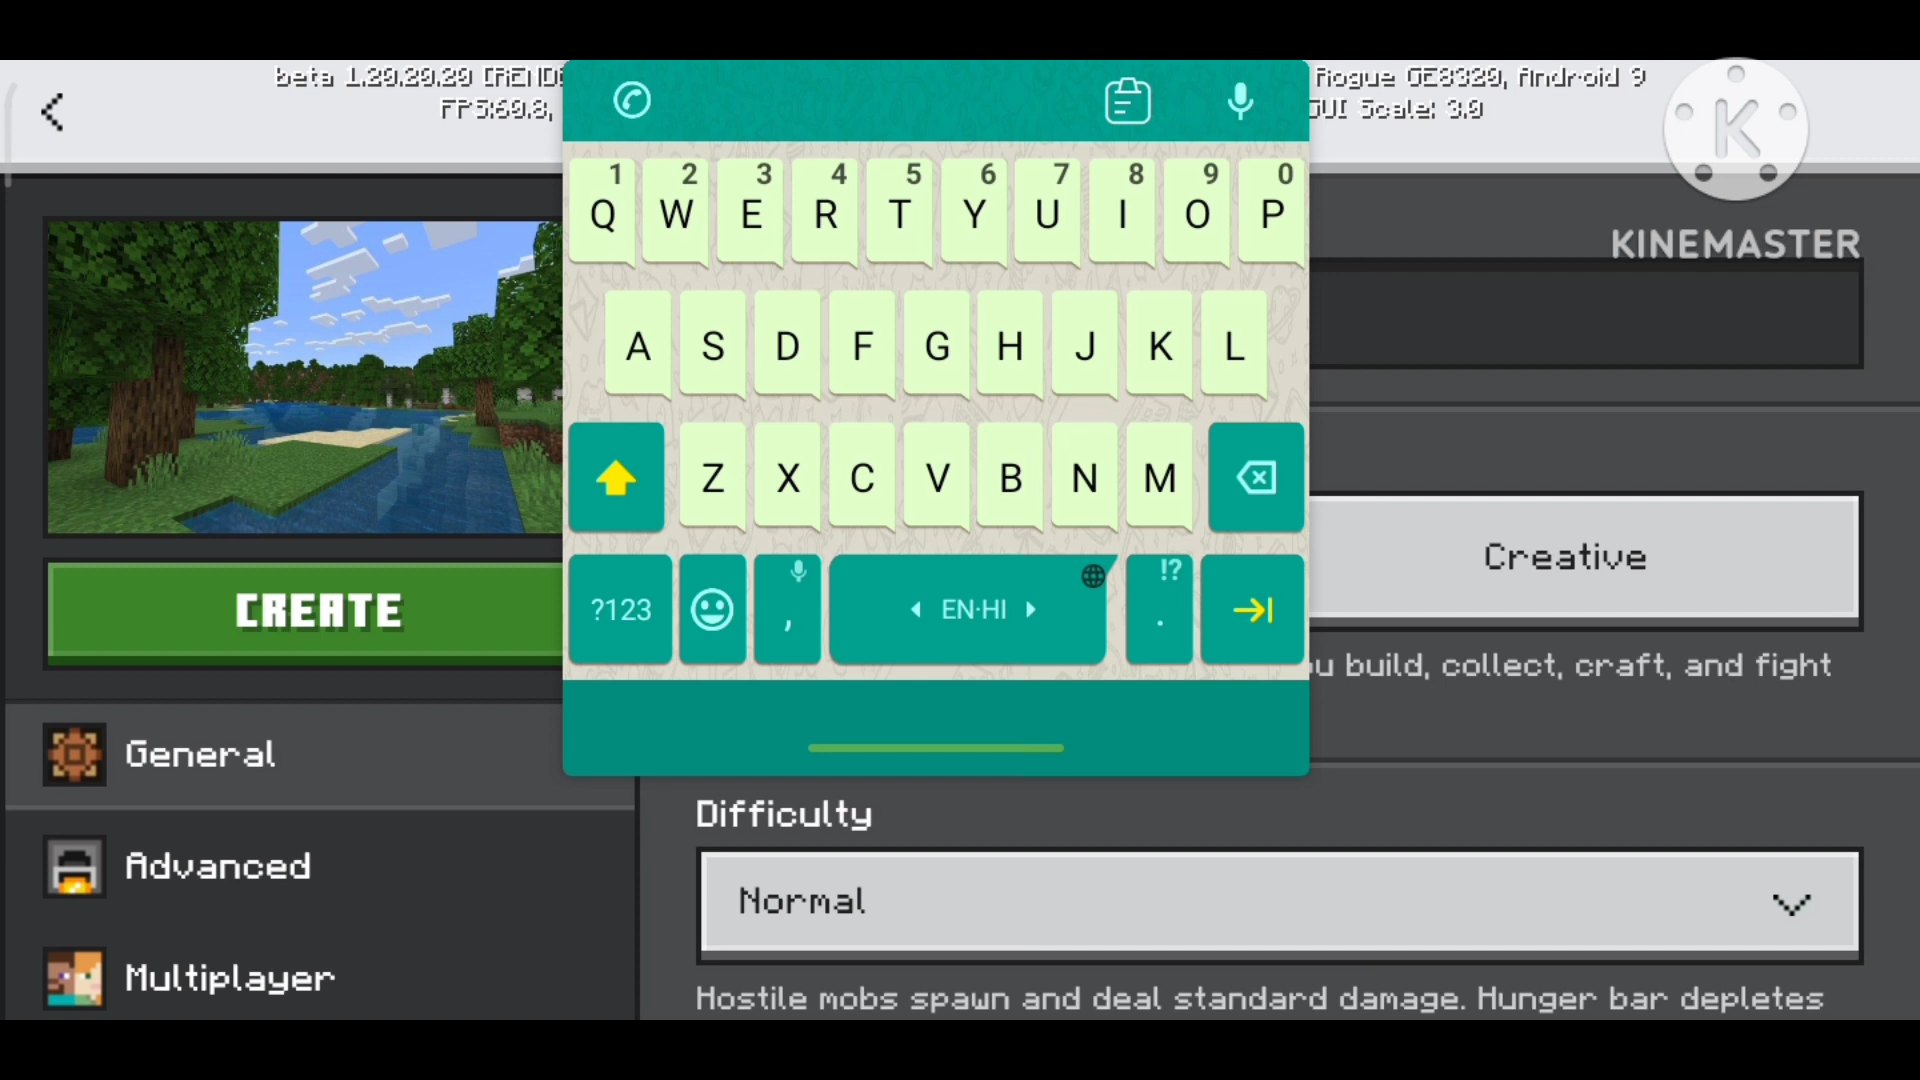 beta 1.20.20.20 [REND
Rogue GE8320, Android 9
FPS:60.8,
GUI Scale: 3.0
K
KINEMASTER
1 2 3 4 5 6 7 8 9 0
Q W E R T Y U I O P
A S D F G H J K L
Z X C V B N M
?123 , EN·HI !? .
CREATE
Creative
u build, collect, craft, and fight
General
Advanced
Multiplayer
Difficulty
Normal
Hostile mobs spawn and deal standard damage. Hunger bar depletes